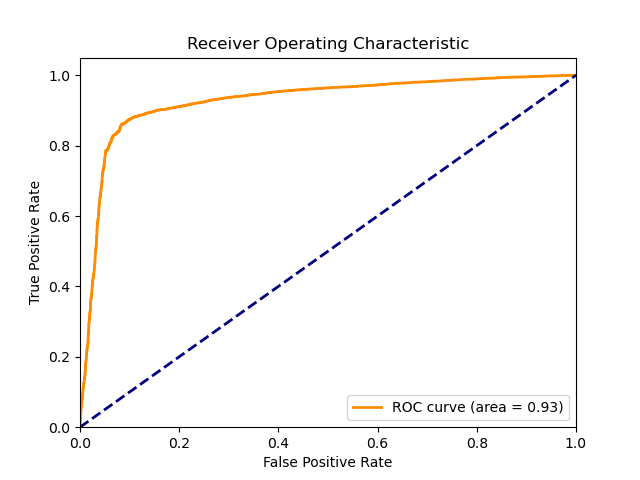 Receiver Operating Characteristic
True Positive Rate
1.0
0.8
0.6
0.4
0.2
0.0
ROC curve (area = 0.93)
0.0 0.2 0.4 0.6 0.8 1.0
False Positive Rate